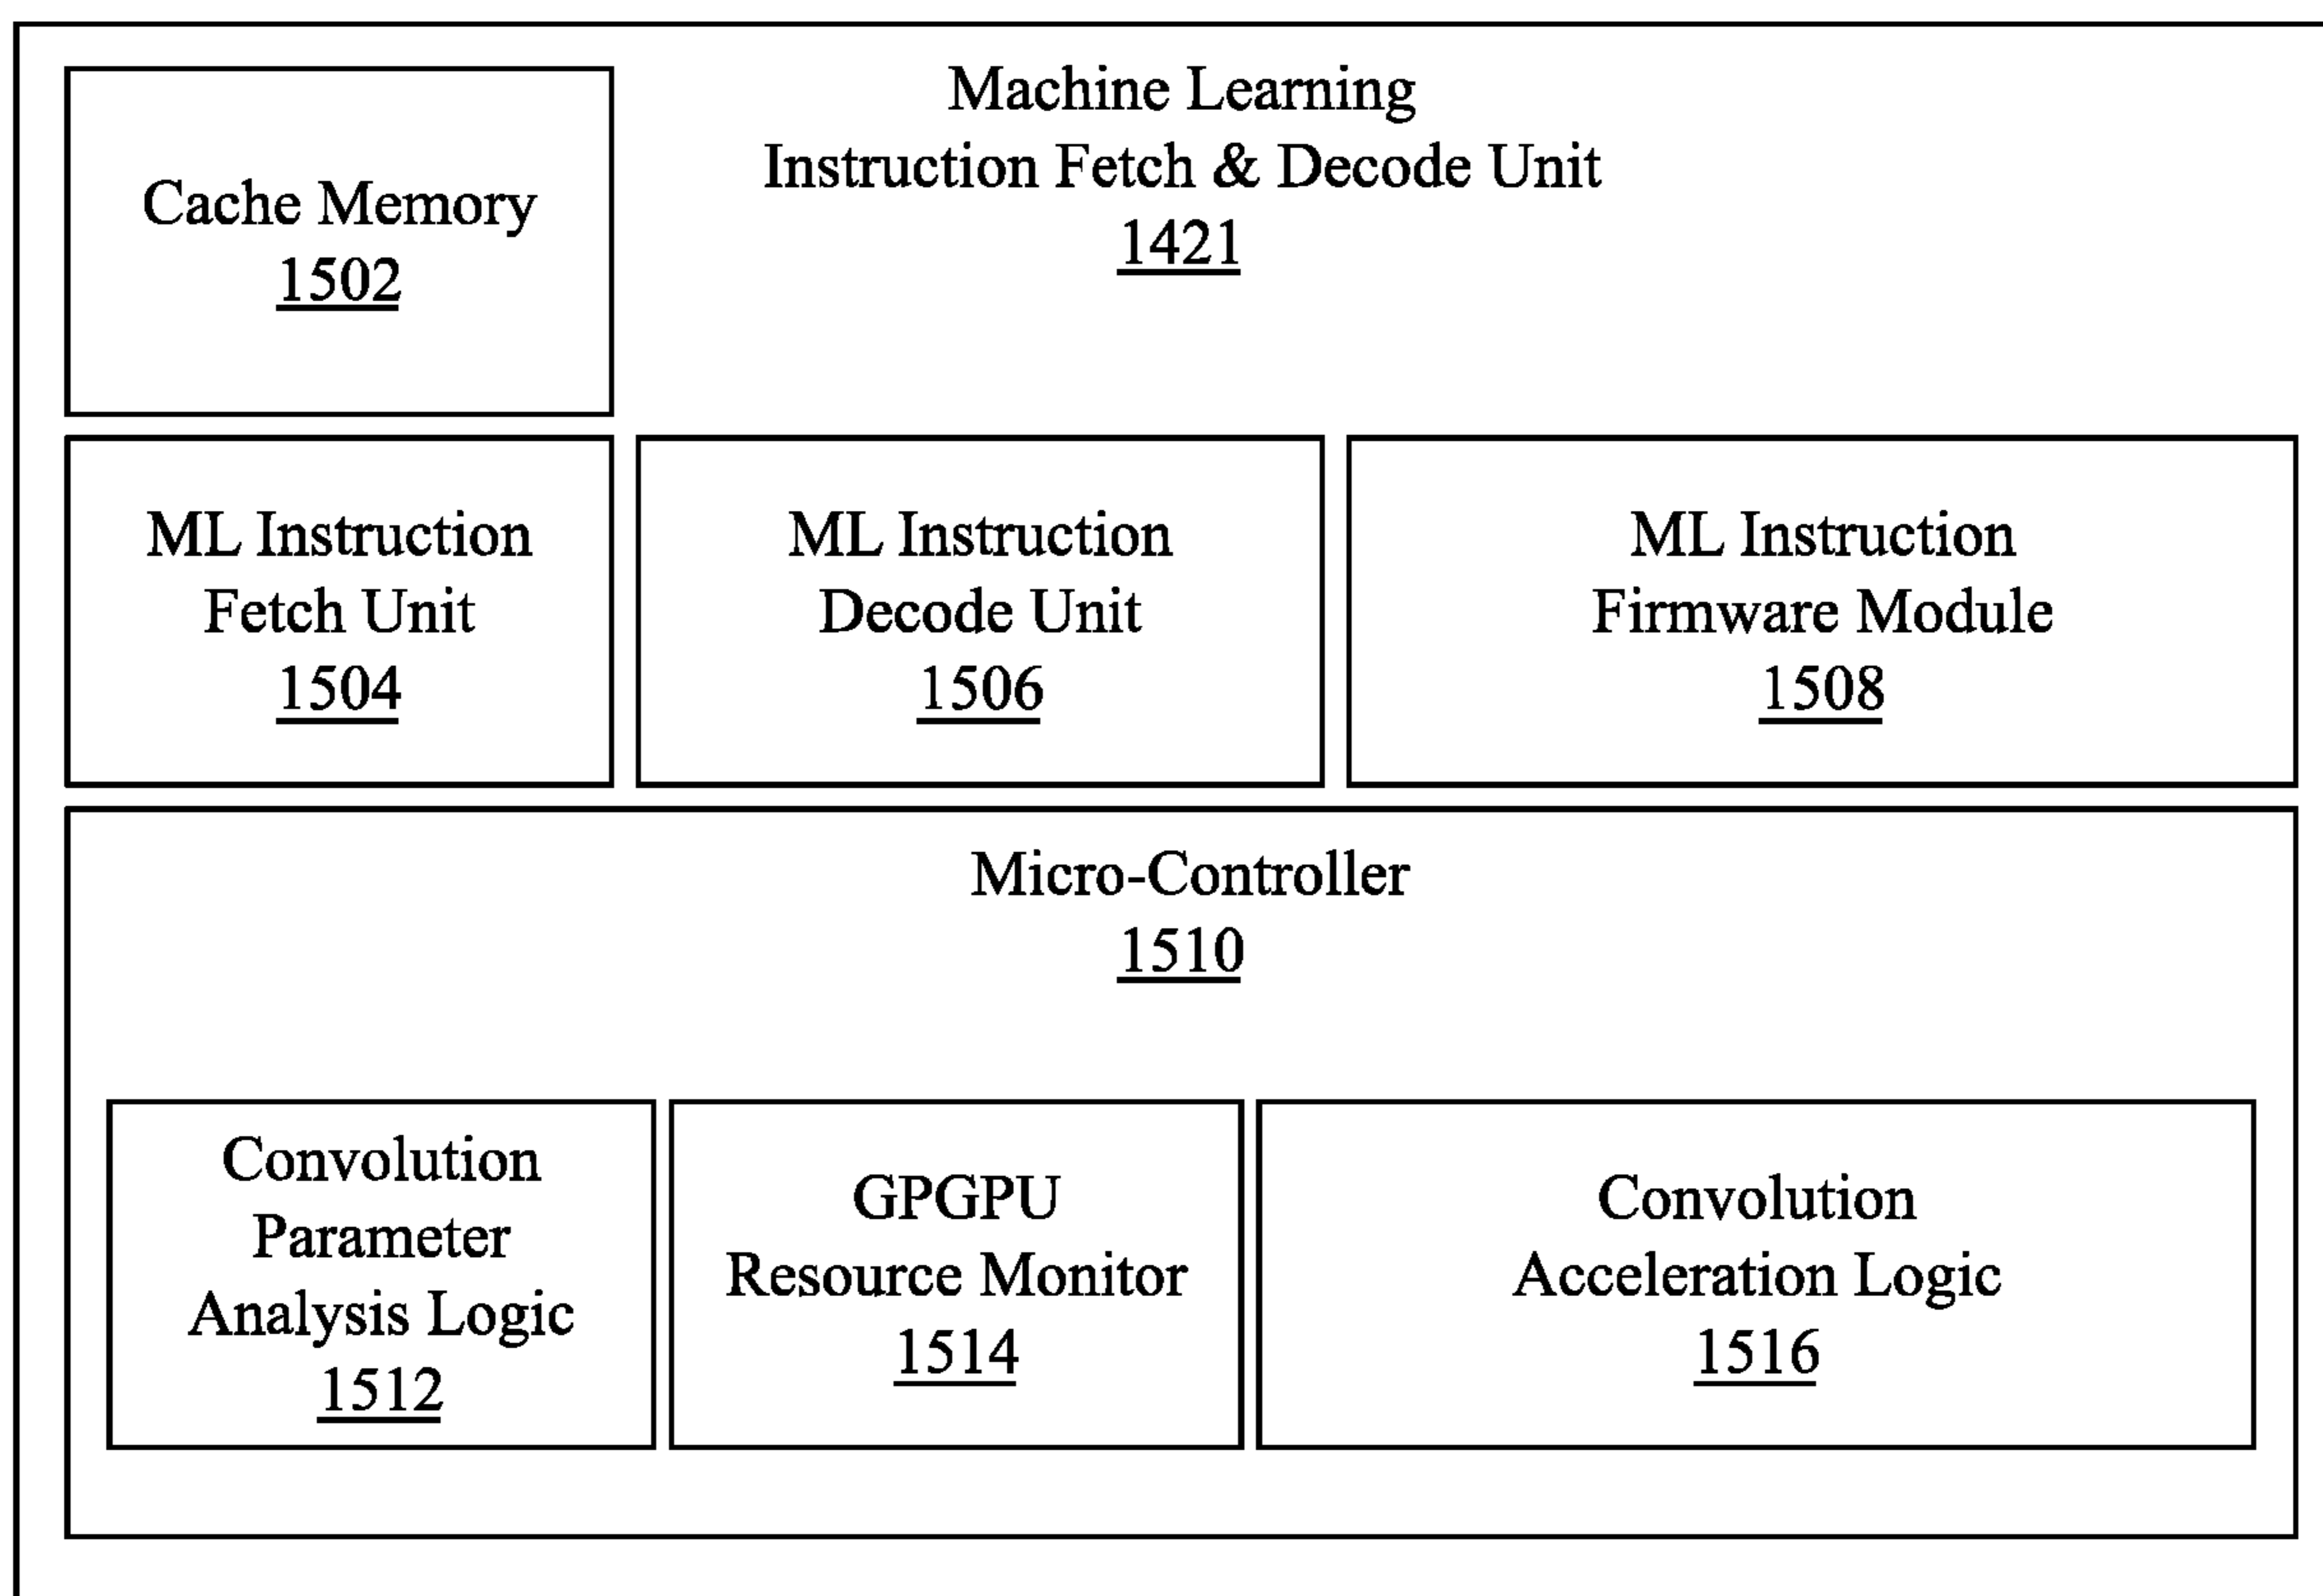 Machine Learning
Instruction Fetch & Decode Unit
1421
Cache Memory
1502
ML Instruction
Fetch Unit
1504
ML Instruction
Decode Unit
1506
ML Instruction
Firmware Module
1508
Micro-Controller
1510
Convolution
Parameter
Analysis Logic
1512
GPGPU
Resource Monitor
1514
Convolution
Acceleration Logic
1516